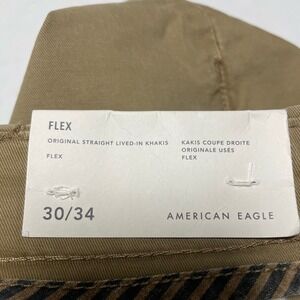 FLEX
ORIGINAL STRAIGHT LIVED-IN KHAKIS
FLEX
KAKIS COUPE DROITE
ORIGINALE USÉS
FLEX
30/34
AMERICAN EAGLE